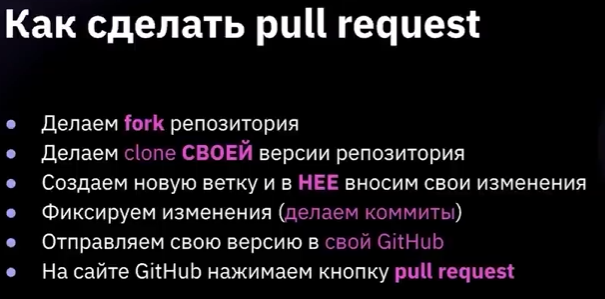 Как сделать pull request
• Делаем fork репозитория
• Делаем clone СВОЕЙ версии репозитория
• Создаем новую ветку и в НЕЕ вносим свои изменения
• Фиксируем изменения (делаем коммиты)
• Отправляем свою версию в свой GitHub
• На сайте GitHub нажимаем кнопку pull request